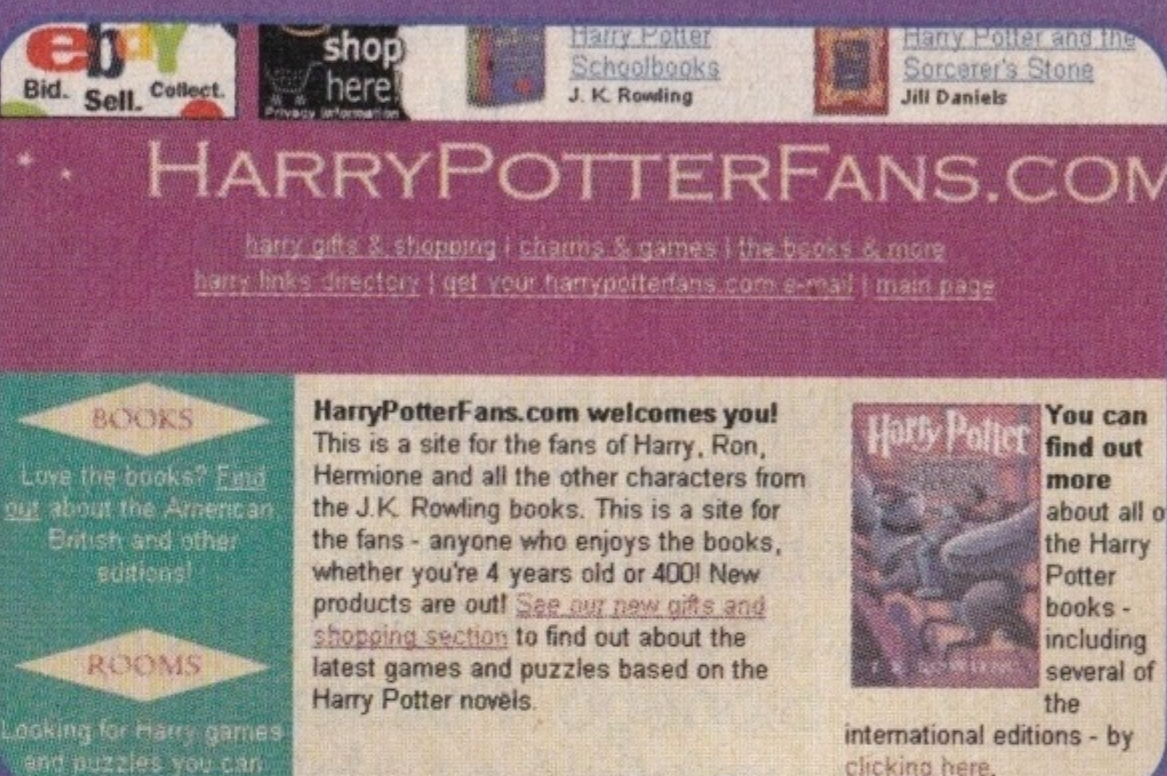 ebay
Bid. Sell. Collect.
shop
here!
Privacy Information
Harry Potter
Schoolbooks
J. K. Rowling
Harry Potter and the
Sorcerer's Stone
Jill Daniels
HARRYPOTTERFANS.COM
harry gifts & shopping | charms & games | the books & more
harry links directory | get your harrypotterfans.com e-mail | main page
BOOKS
Love the books? Find
out about the American
British and other
editions!
ROOMS
Looking for Harry games
and puzzles you can
HarryPotterFans.com welcomes you!
This is a site for the fans of Harry, Ron,
Hermione and all the other characters from
the J.K. Rowling books. This is a site for
the fans - anyone who enjoys the books,
whether you're 4 years old or 400! New
products are out! See our new gifts and
shopping section to find out about the
latest games and puzzles based on the
Harry Potter novels.
Harry Potter
J. K. ROWLING
You can
find out
more
about all o
the Harry
Potter
books -
including
several of
the
international editions - by
clicking here.